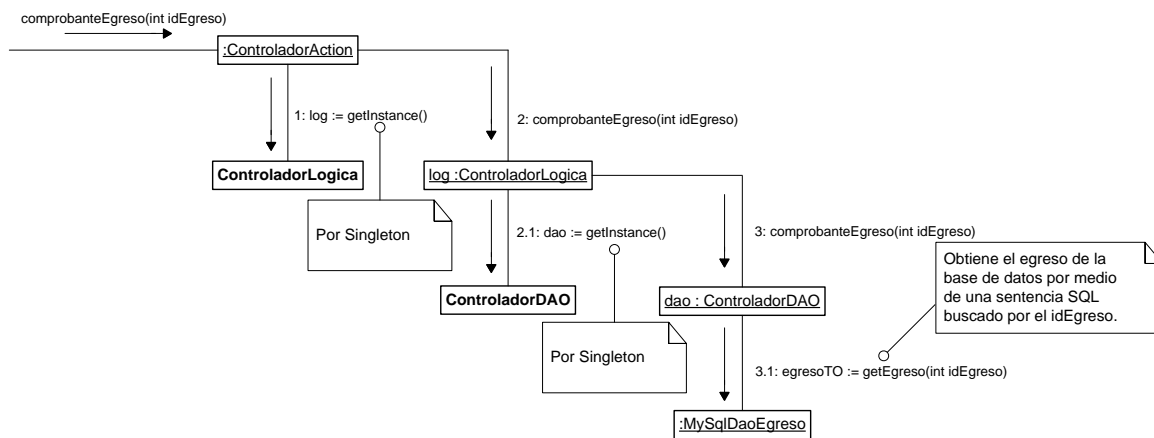 comprobanteEgreso(int idEgreso)
:ControladorAction
1: log := getInstance()
2: comprobanteEgreso(int idEgreso)
ControladorLogica
log :ControladorLogica
Por Singleton
2.1: dao := getInstance()
3: comprobanteEgreso(int idEgreso)
Obtiene el egreso de la
base de datos por medio
de una sentencia SQL
buscado por el idEgreso.
ControladorDAO
dao : ControladorDAO
Por Singleton
3.1: egresoTO := getEgreso(int idEgreso)
:MySqlDaoEgreso